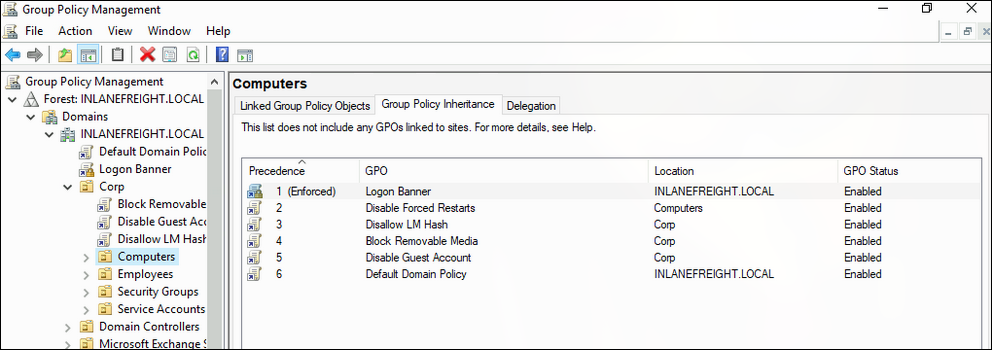 Group Policy Management
File Action View Window Help
Group Policy Management
Forest: INLANEFREIGHT.LOCAL
Domains
INLANEFREIGHT.LOCAL
Default Domain Polic
Logon Banner
Corp
Block Removable
Disable Guest Acc
Disallow LM Hash
Computers
Employees
Security Groups
Service Accounts
Domain Controllers
Microsoft Exchange S
Computers
Linked Group Policy Objects Group Policy Inheritance Delegation
This list does not include any GPOs linked to sites. For more details, see Help.
Precedence GPO Location GPO Status
1 (Enforced) Logon Banner INLANEFREIGHT.LOCAL Enabled
2 Disable Forced Restarts Computers Enabled
3 Disallow LM Hash Corp Enabled
4 Block Removable Media Corp Enabled
5 Disable Guest Account Corp Enabled
6 Default Domain Policy INLANEFREIGHT.LOCAL Enabled